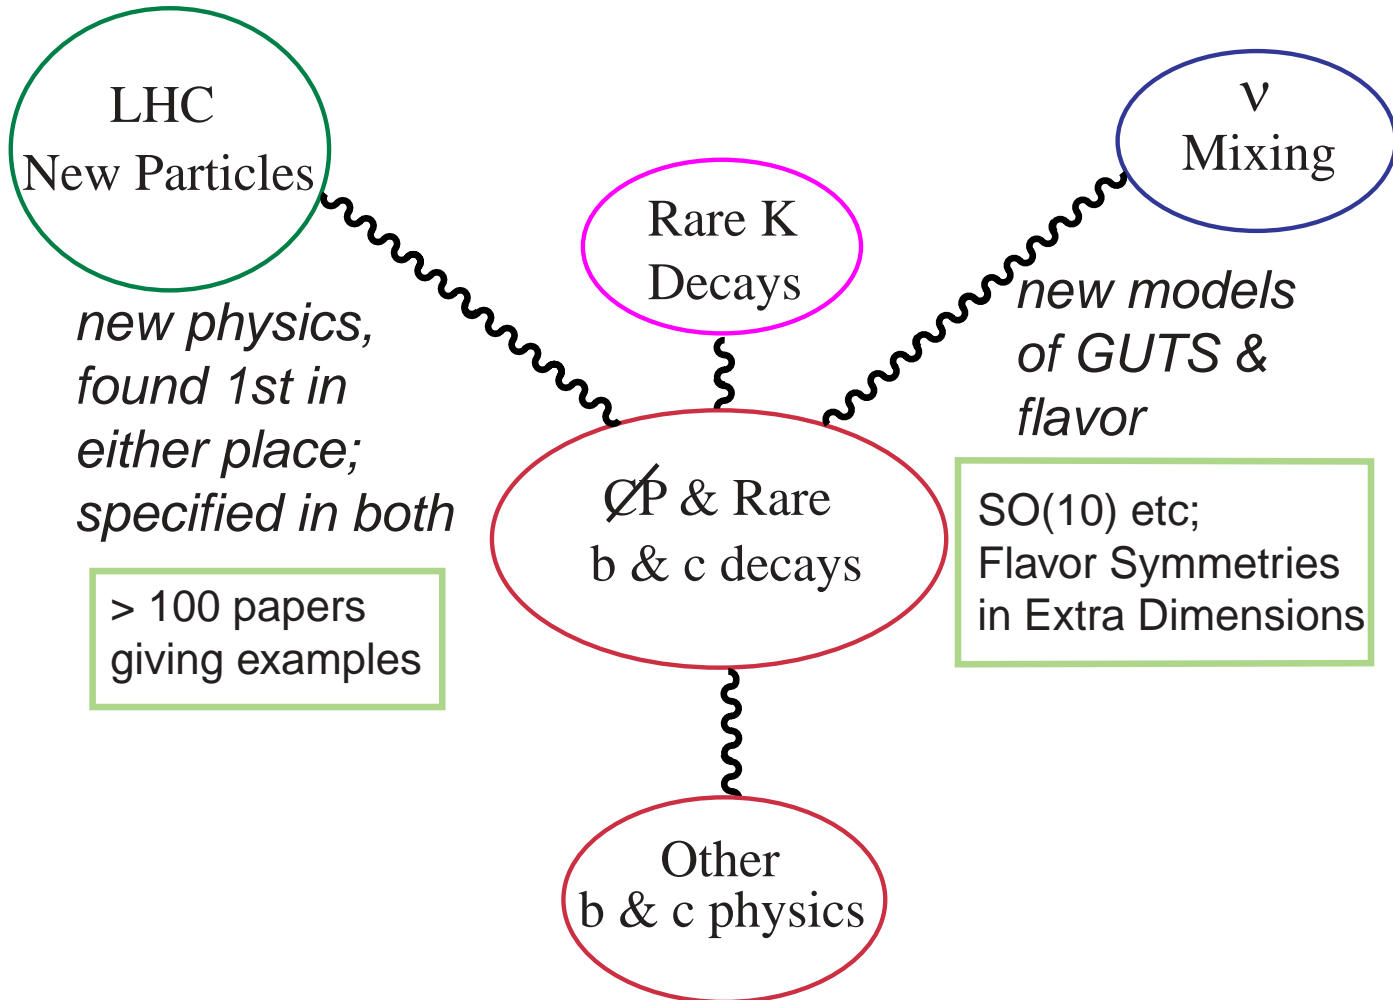 LHC
New Particles
ν
Mixing
Rare K
Decays
new physics,
found 1st in
either place;
specified in both
new models
of GUTS &
flavor
> 100 papers
giving examples
CP & Rare
b & c decays
SO(10) etc;
Flavor Symmetries
in Extra Dimensions
Other
b & c physics